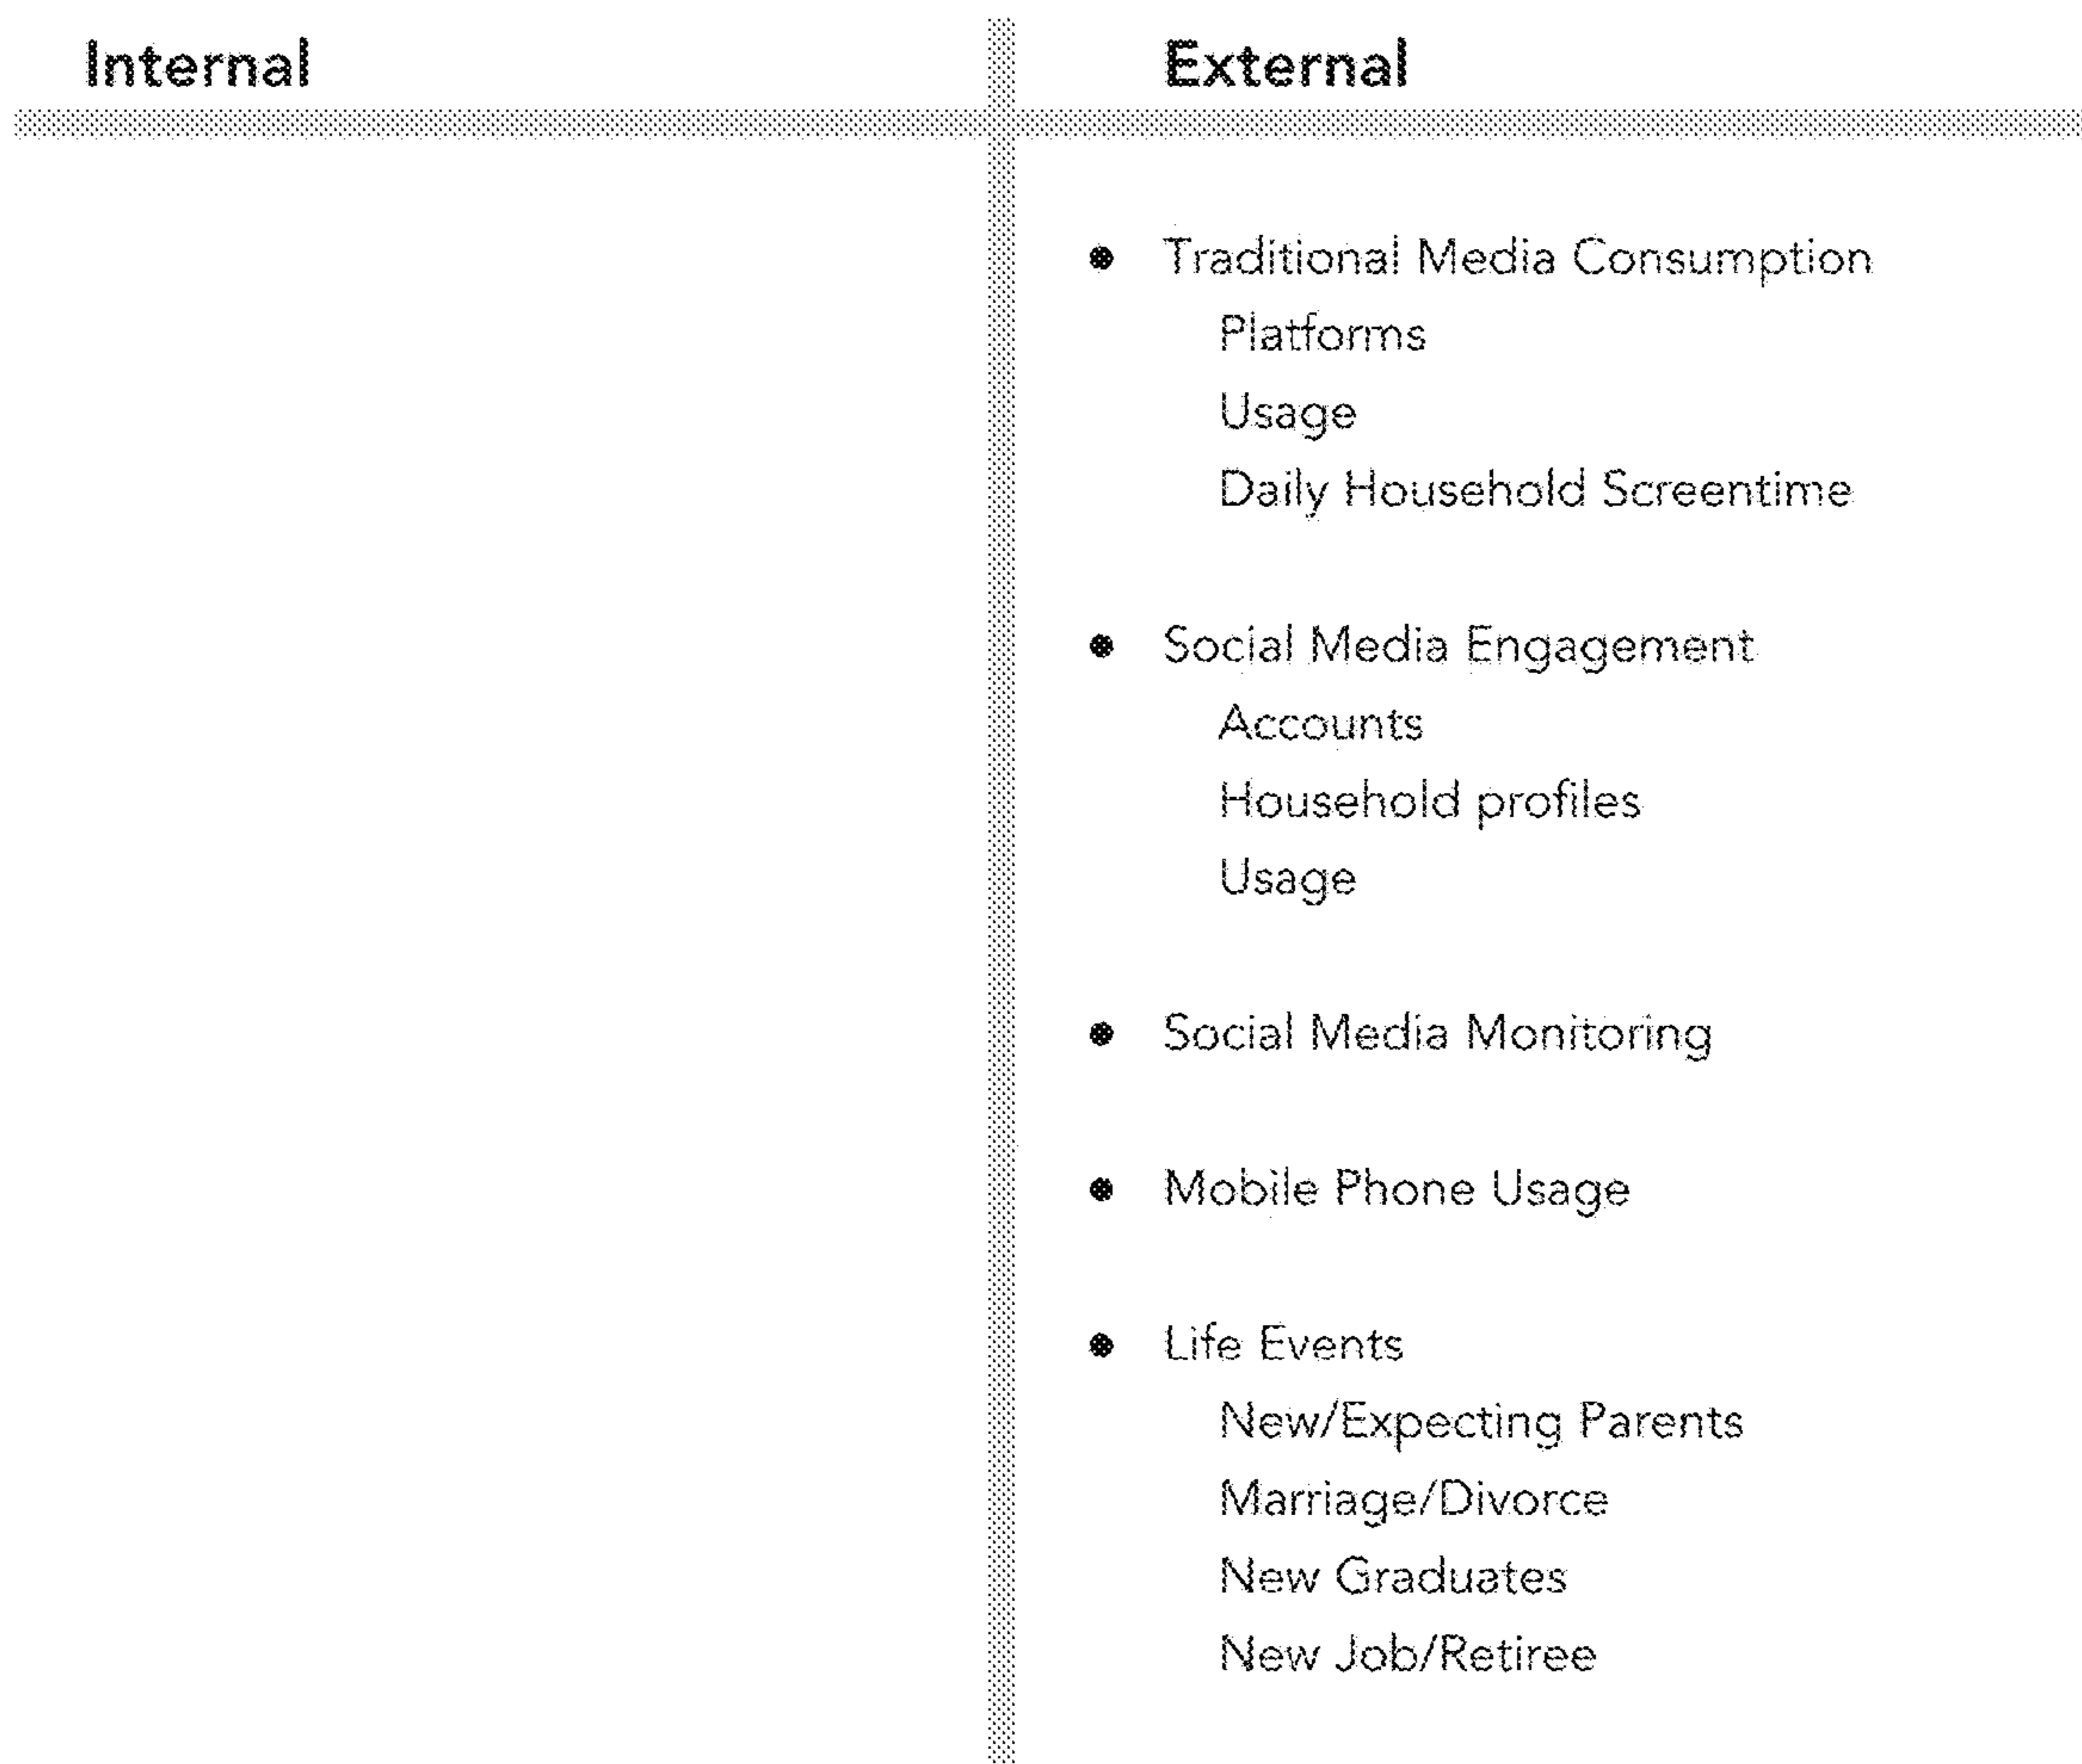 Internal
External
• Traditional Media Consumption
Platforms
Usage
Daily Household Screentime
• Social Media Engagement
Accounts
Household profiles
Usage
• Social Media Monitoring
• Mobile Phone Usage
• Life Events
New/Expecting Parents
Marriage/Divorce
New Graduates
New Job/Retiree